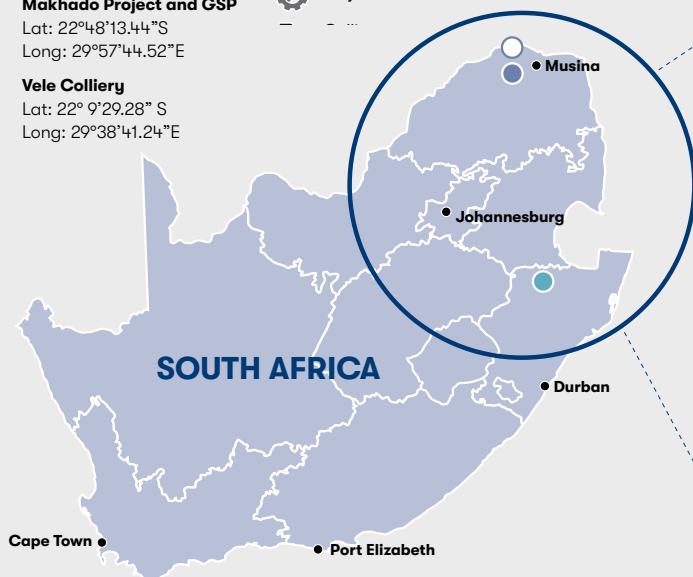 Makhado Project and GSP
Lat: 22°48’13.44”S
Long: 29°57’44.52”E
Vele Colliery
Lat: 22° 9’29.28” S
Long: 29°38’41.24”E
Musina
Johannesburg
SOUTH AFRICA
Durban
Cape Town
Port Elizabeth